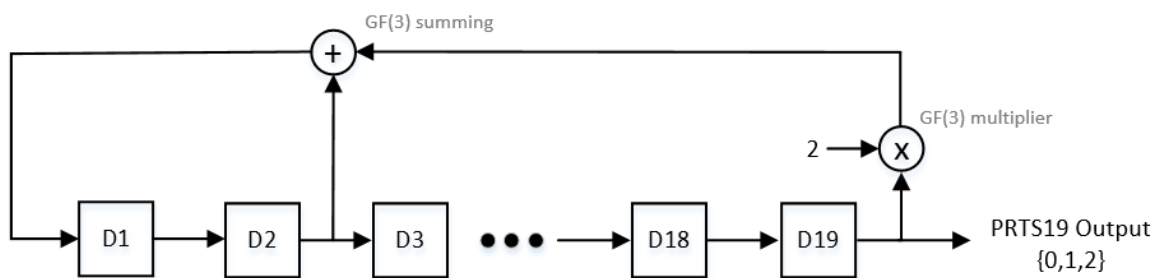 GF(3) summing
+
GF(3) multiplier
2
X
D1
D2
D3
D18
D19
PRTS19 Output
{0,1,2}